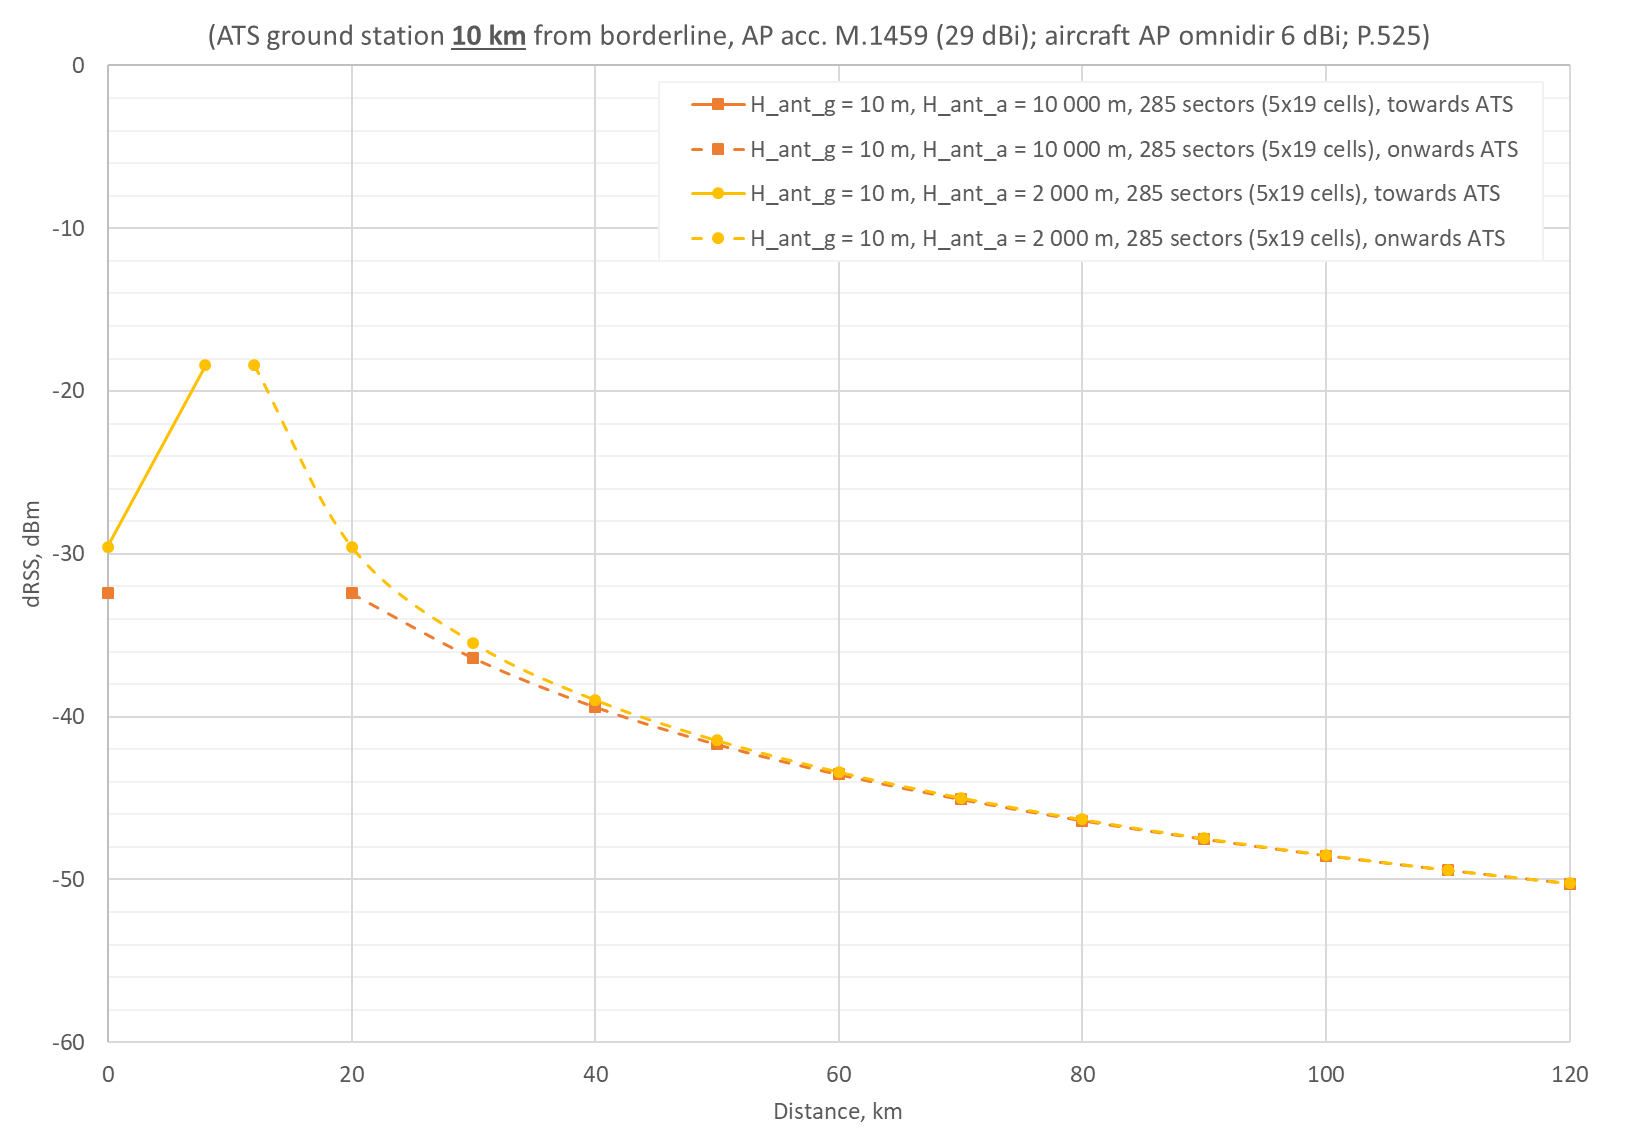 (ATS ground station 10 km from borderline, AP acc. M.1459 (29 dBi); aircraft AP omnidir 6 dBi; P.525)
H_ant_g = 10 m, H_ant_a = 10 000 m, 285 sectors (5x19 cells), towards ATS
H_ant_g = 10 m, H_ant_a = 10 000 m, 285 sectors (5x19 cells), onwards ATS
H_ant_g = 10 m, H_ant_a = 2 000 m, 285 sectors (5x19 cells), towards ATS
H_ant_g = 10 m, H_ant_a = 2 000 m, 285 sectors (5x19 cells), onwards ATS
dRSS, dBm
0
-10
-20
-30
-40
-50
-60
0 20 40 60 80 100 120
Distance, km